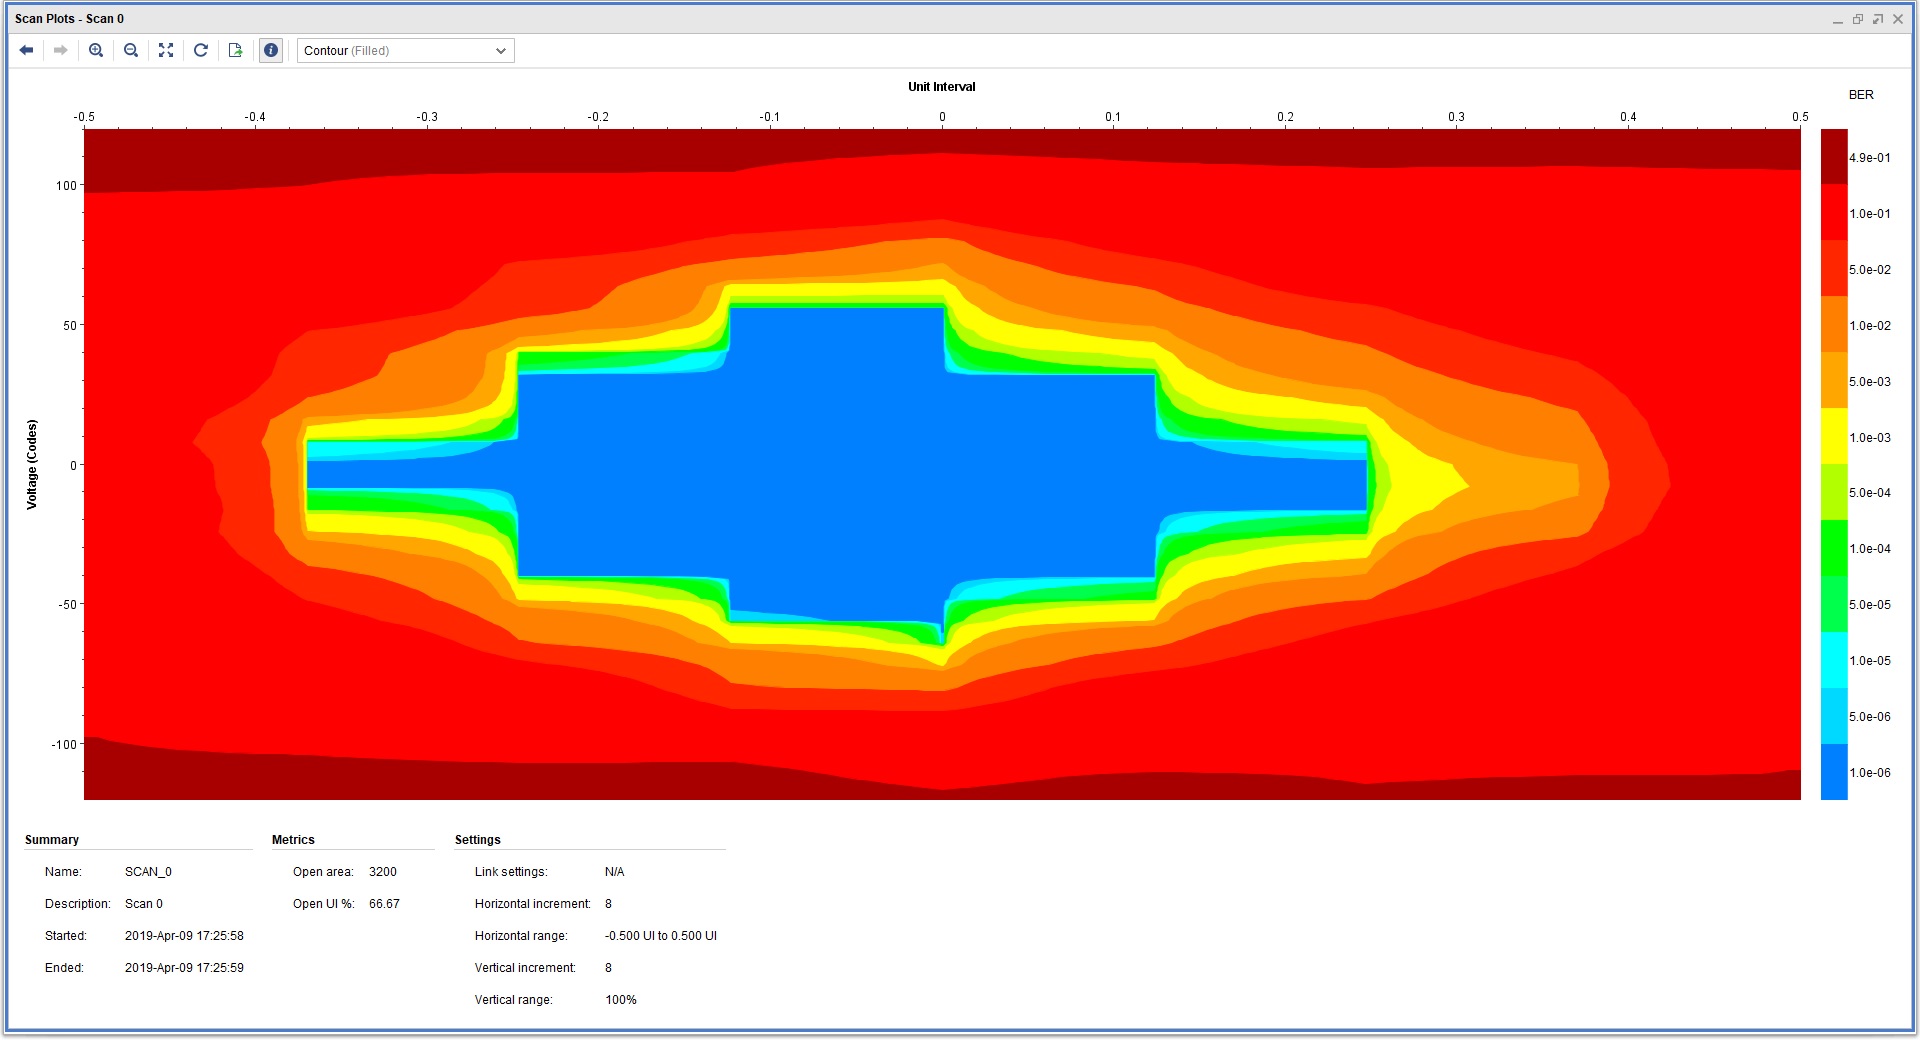 Scan Plots - Scan 0
Contour (Filled)
Unit Interval
BER
-0.5 -0.4 -0.3 -0.2 -0.1 0 0.1 0.2 0.3 0.4 0.5
4.9e-01
100
1.0e-01
5.0e-02
50
1.0e-02
5.0e-03
1.0e-03
Voltage (Codes)
0
5.0e-04
1.0e-04
-50
5.0e-05
1.0e-05
5.0e-06
-100
1.0e-06
Summary
Name: SCAN_0
Description: Scan 0
Started: 2019-Apr-09 17:25:58
Ended: 2019-Apr-09 17:25:59
Metrics
Open area: 3200
Open UI %: 66.67
Settings
Link settings: N/A
Horizontal increment: 8
Horizontal range: -0.500 UI to 0.500 UI
Vertical increment: 8
Vertical range: 100%